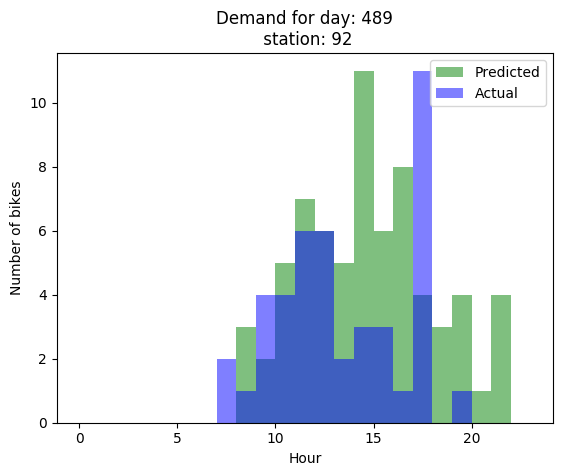 Demand for day: 489
station: 92
Predicted
Actual
Number of bikes
10
8
6
4
2
0
0 5 10 15 20
Hour